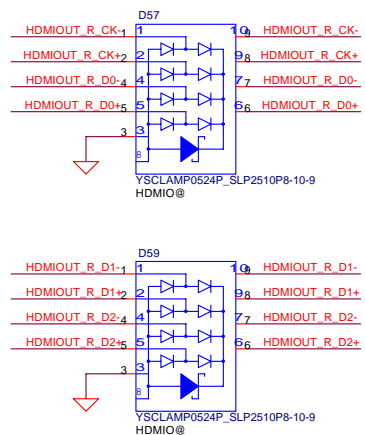 D57
HDMIOUT_R_CK- 1 1 10 9 HDMIOUT_R_CK-
HDMIOUT_R_CK+ 2 2 9 8 HDMIOUT_R_CK+
HDMIOUT_R_D0- 4 4 7 7 HDMIOUT_R_D0-
HDMIOUT_R_D0+ 5 5 6 6 HDMIOUT_R_D0+
3 3
8
YSCLAMP0524P_SLP2510P8-10-9
HDMIO@
D59
HDMIOUT_R_D1- 1 1 10 9 HDMIOUT_R_D1-
HDMIOUT_R_D1+ 2 2 9 8 HDMIOUT_R_D1+
HDMIOUT_R_D2- 4 4 7 7 HDMIOUT_R_D2-
HDMIOUT_R_D2+ 5 5 6 6 HDMIOUT_R_D2+
3 3
8
YSCLAMP0524P_SLP2510P8-10-9
HDMIO@